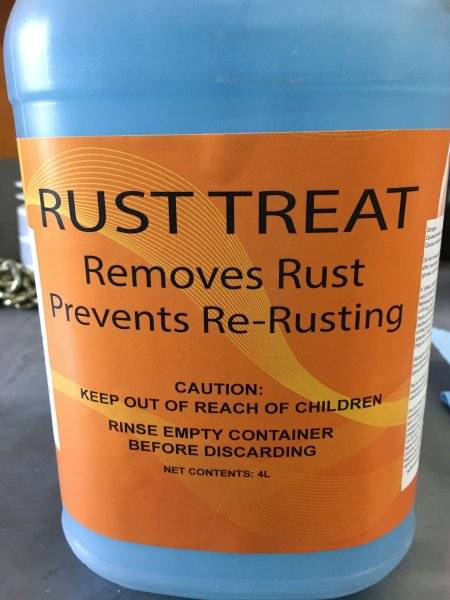 RUST TREAT
Removes Rust
Prevents Re-Rusting
CAUTION:
KEEP OUT OF REACH OF CHILDREN
RINSE EMPTY CONTAINER
BEFORE DISCARDING
NET CONTENTS: 4L